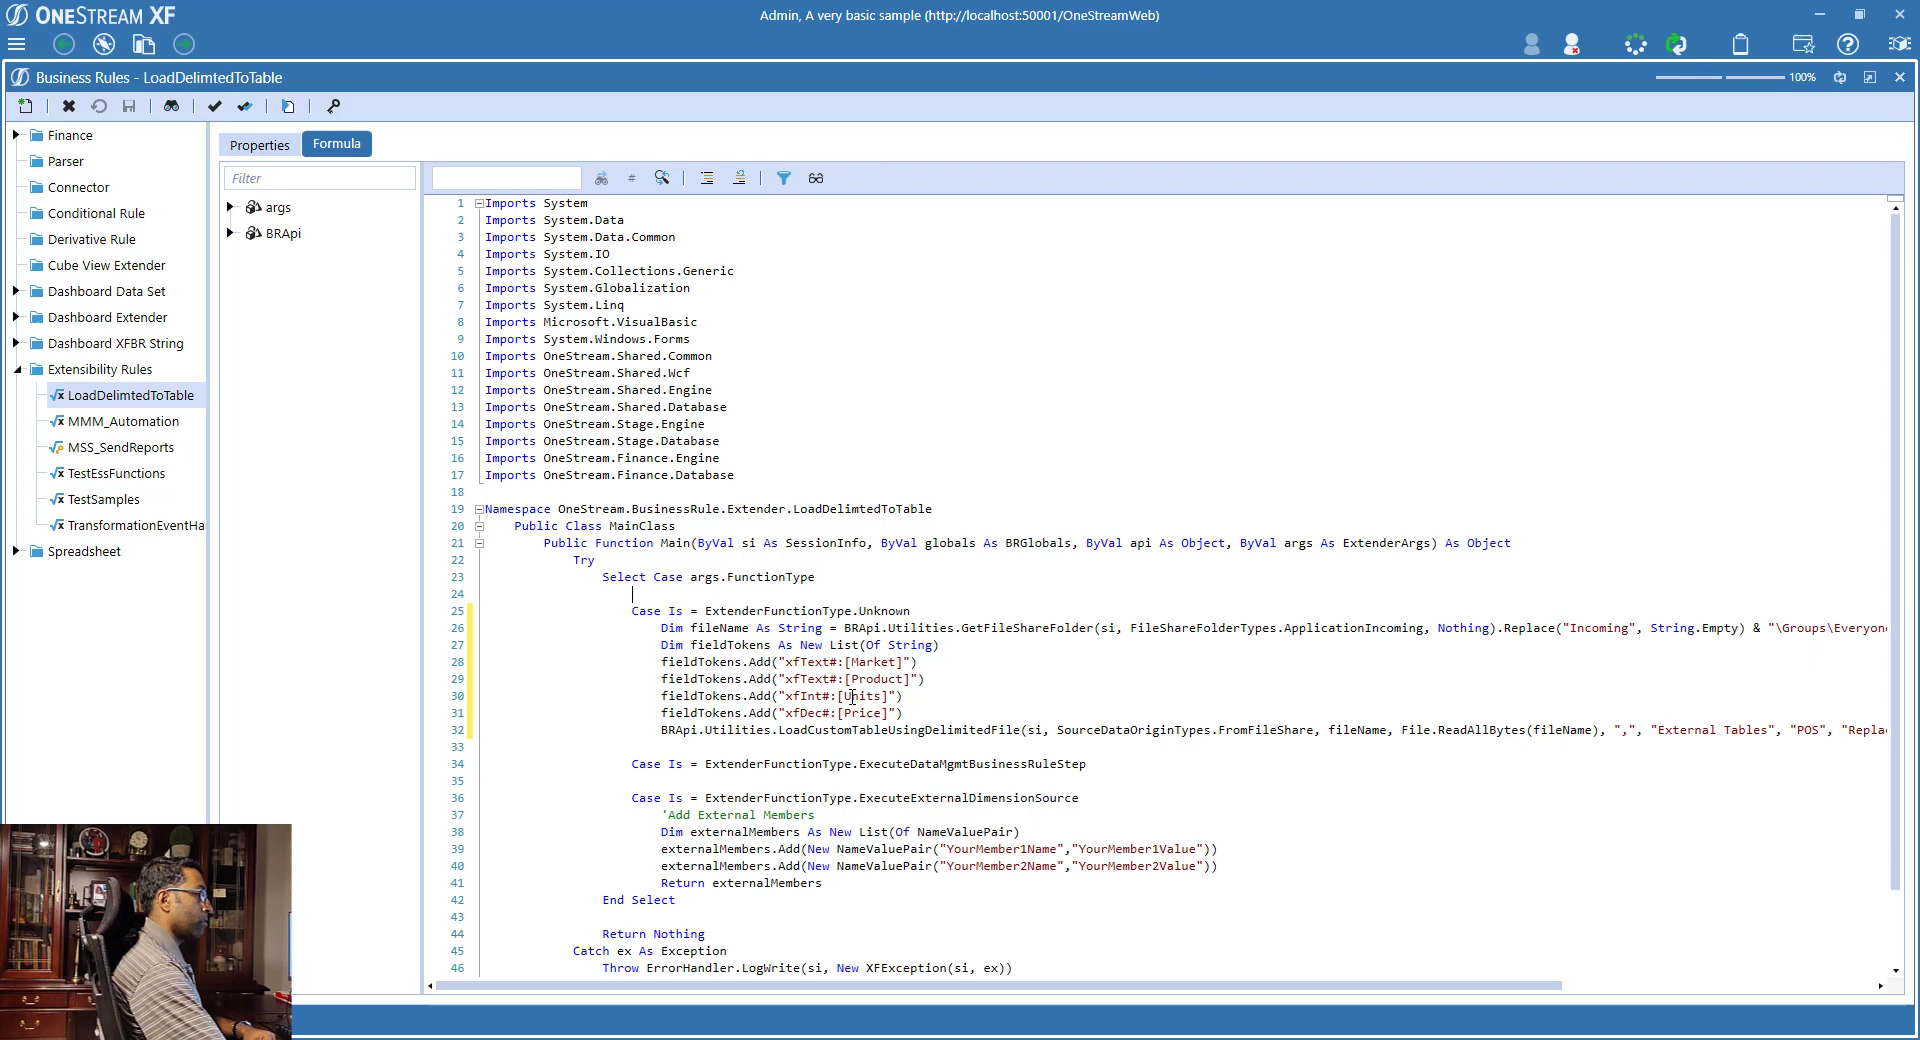 ONESTREAM XF
Admin, A very basic sample (http://localhost:50001/OneStreamWeb)
Business Rules - LoadDelimtedToTable
100%
Finance
Parser
Connector
Conditional Rule
Derivative Rule
Cube View Extender
Dashboard Data Set
Dashboard Extender
Dashboard XFBR String
Extensibility Rules
LoadDelimtedToTable
MMM_Automation
MSS_SendReports
TestEssFunctions
TestSamples
TransformationEventHa
Spreadsheet
Properties
Formula
Filter
args
BRApi
1 Imports System
2 Imports System.Data
3 Imports System.Data.Common
4 Imports System.IO
5 Imports System.Collections.Generic
6 Imports System.Globalization
7 Imports System.Linq
8 Imports Microsoft.VisualBasic
9 Imports System.Windows.Forms
10 Imports OneStream.Shared.Common
11 Imports OneStream.Shared.Wcf
12 Imports OneStream.Shared.Engine
13 Imports OneStream.Shared.Database
14 Imports OneStream.Stage.Engine
15 Imports OneStream.Stage.Database
16 Imports OneStream.Finance.Engine
17 Imports OneStream.Finance.Database
18
19 Namespace OneStream.BusinessRule.Extender.LoadDelimtedToTable
20 Public Class MainClass
21 Public Function Main(ByVal si As SessionInfo, ByVal globals As BRGlobals, ByVal api As Object, ByVal args As ExtenderArgs) As Object
22 Try
23 Select Case args.FunctionType
24
25 Case Is = ExtenderFunctionType.Unknown
26 Dim fileName As String = BRApi.Utilities.GetFileShareFolder(si, FileShareFolderTypes.ApplicationIncoming, Nothing).Replace("Incoming", String.Empty) & "\Groups\Everyon
27 Dim fieldTokens As New List(Of String)
28 fieldTokens.Add("xfText#:[Market]")
29 fieldTokens.Add("xfText#:[Product]")
30 fieldTokens.Add("xfInt#:[Units]")
31 fieldTokens.Add("xfDec#:[Price]")
32 BRApi.Utilities.LoadCustomTableUsingDelimitedFile(si, SourceDataOriginTypes.FromFileShare, fileName, File.ReadAllBytes(fileName), ",", "External Tables", "POS", "Repla
33
34 Case Is = ExtenderFunctionType.ExecuteDataMgmtBusinessRuleStep
35
36 Case Is = ExtenderFunctionType.ExecuteExternalDimensionSource
37 'Add External Members
38 Dim externalMembers As New List(Of NameValuePair)
39 externalMembers.Add(New NameValuePair("YourMember1Name","YourMember1Value"))
40 externalMembers.Add(New NameValuePair("YourMember2Name","YourMember2Value"))
41 Return externalMembers
42 End Select
43
44 Return Nothing
45 Catch ex As Exception
46 Throw ErrorHandler.LogWrite(si, New XFException(si, ex))